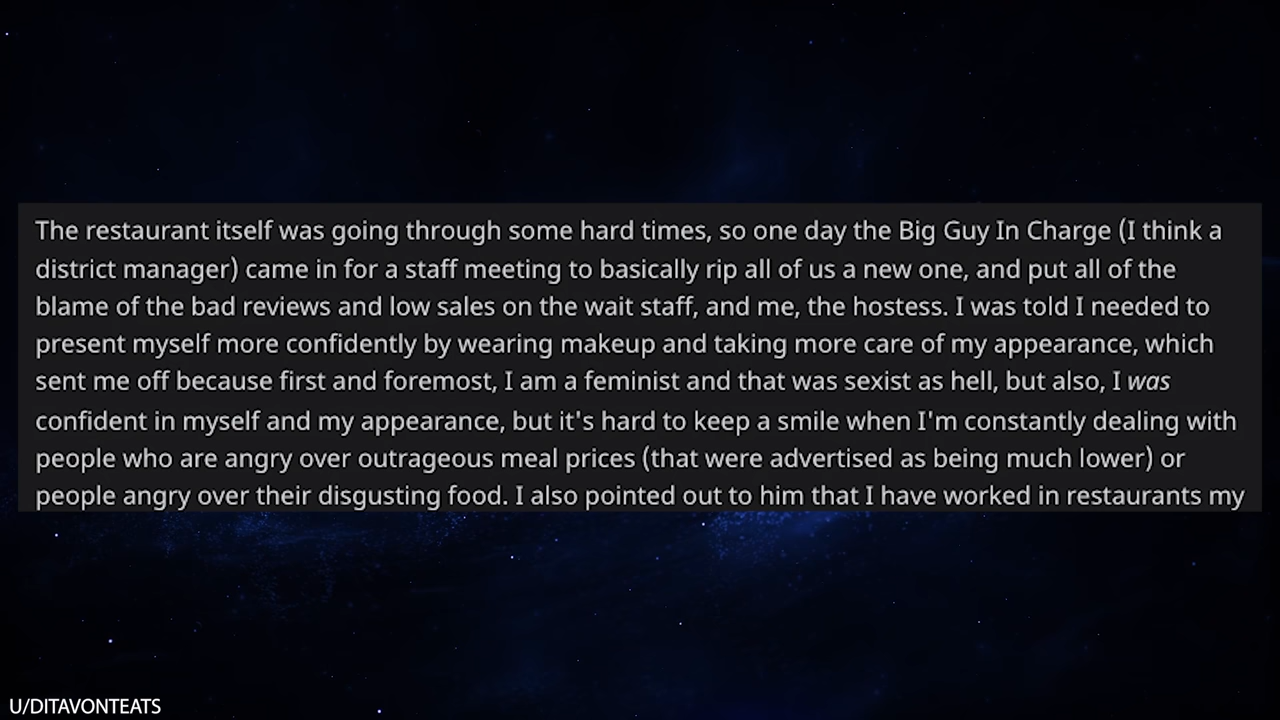 The restaurant itself was going through some hard times, so one day the Big Guy In Charge (I think a
district manager) came in for a staff meeting to basically rip all of us a new one, and put all of the
blame of the bad reviews and low sales on the wait staff, and me, the hostess. I was told I needed to
present myself more confidently by wearing makeup and taking more care of my appearance, which
sent me off because first and foremost, I am a feminist and that was sexist as hell, but also, I was
confident in myself and my appearance, but it's hard to keep a smile when I'm constantly dealing with
people who are angry over outrageous meal prices (that were advertised as being much lower) or
people angry over their disgusting food. I also pointed out to him that I have worked in restaurants my
U/DITAVONTEATS